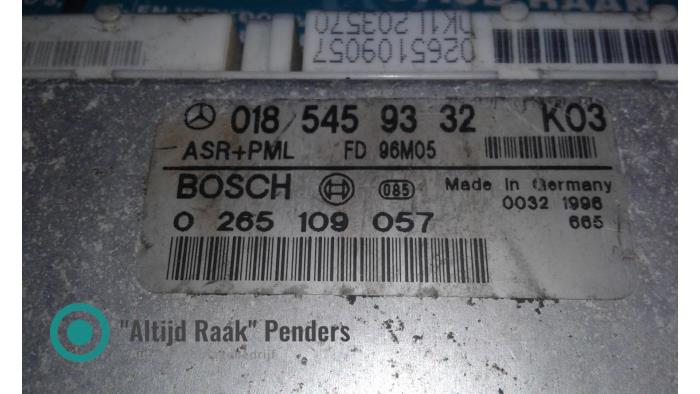 DK1L203570
0265109057
018 545 93 32 K03
ASR+PML FD 96M05
BOSCH 085 Made in Germany
0032 1996
0 265 109 057 665
"Altijd Raak" Penders